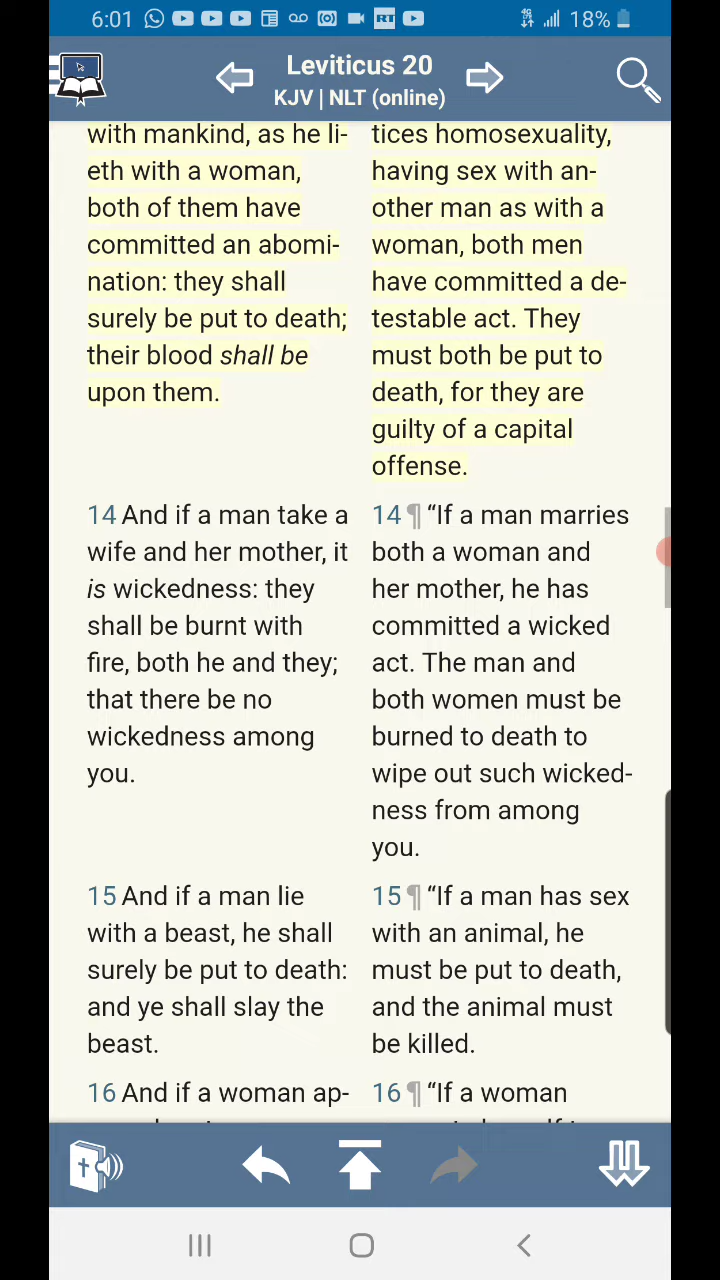 6:01
RT
4G
18%
Leviticus 20
KJV | NLT (online)
with mankind, as he li-
eth with a woman,
both of them have
committed an abomi-
nation: they shall
surely be put to death;
their blood shall be
upon them.
tices homosexuality,
having sex with an-
other man as with a
woman, both men
have committed a de-
testable act. They
must both be put to
death, for they are
guilty of a capital
offense.
14 And if a man take a
wife and her mother, it
is wickedness: they
shall be burnt with
fire, both he and they;
that there be no
wickedness among
you.
14 ¶ “If a man marries
both a woman and
her mother, he has
committed a wicked
act. The man and
both women must be
burned to death to
wipe out such wicked-
ness from among
you.
15 And if a man lie
with a beast, he shall
surely be put to death:
and ye shall slay the
beast.
15 ¶ “If a man has sex
with an animal, he
must be put to death,
and the animal must
be killed.
16 And if a woman ap-
16 ¶ “If a woman